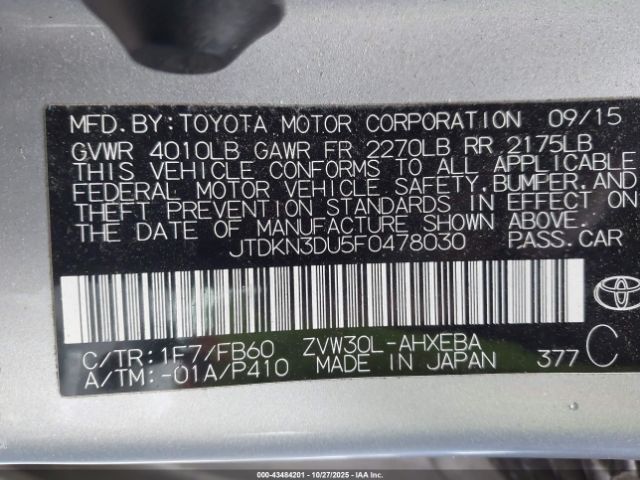 MFD. BY: TOYOTA MOTOR CORPORATION 09/15
GVWR 4010LB GAWR FR 2270LB RR 2175LB
THIS VEHICLE CONFORMS TO ALL APPLICABLE
FEDERAL MOTOR VEHICLE SAFETY, BUMPER, AND
THEFT PREVENTION STANDARDS IN EFFECT ON
THE DATE OF MANUFACTURE SHOWN ABOVE.
JTDKN3DU5F0478030 PASS. CAR
C/TR: 1F7/FB60 ZVW30L-AHXEBA
A/TM: -01A/P410 MADE IN JAPAN 377 C
000-43484201 - 10/27/2025 - COPYRIGHT IAA